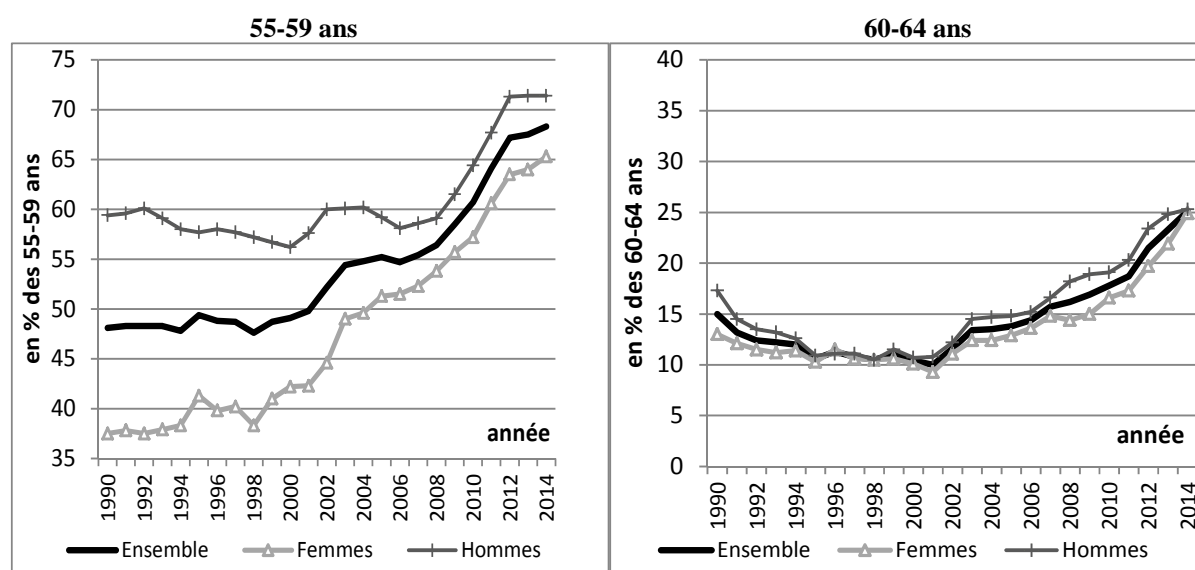 55-59 ans
75
70
65
60
55
50
45
40
35
en % des 55-59 ans
année
1990 1992 1994 1996 1998 2000 2002 2004 2006 2008 2010 2012 2014
Ensemble Femmes Hommes
60-64 ans
40
35
30
25
20
15
10
5
0
en % des 60-64 ans
année
1990 1992 1994 1996 1998 2000 2002 2004 2006 2008 2010 2012 2014
Ensemble Femmes Hommes